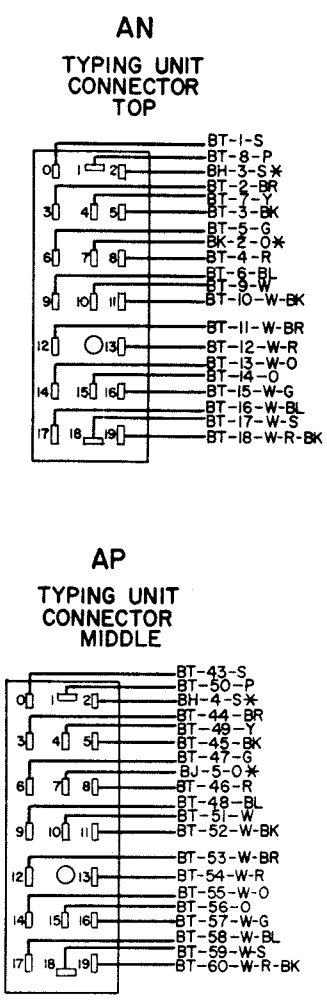 AN
TYPING UNIT
CONNECTOR
TOP
BT-1-S
BT-8-P
0 1 2 BH-3-S*
BT-2-BR
BT-7-Y
3 4 5 BT-3-BK
BT-5-G
BK-2-O*
6 7 8 BT-4-R
BT-6-BL
BT-9-W
9 10 11 BT-10-W-BK
BT-11-W-BR
12 13 BT-12-W-R
BT-13-W-O
BT-14-O
14 15 16 BT-15-W-G
BT-16-W-BL
BT-17-W-S
17 18 19 BT-18-W-R-BK
AP
TYPING UNIT
CONNECTOR
MIDDLE
BT-43-S
BT-50-P
0 1 2 BH-4-S*
BT-44-BR
BT-49-Y
3 4 5 BT-45-BK
BT-47-G
BJ-5-O*
6 7 8 BT-46-R
BT-48-BL
BT-51-W
9 10 11 BT-52-W-BK
BT-53-W-BR
12 13 BT-54-W-R
BT-55-W-O
BT-56-O
14 15 16 BT-57-W-G
BT-58-W-BL
BT-59-W-S
17 18 19 BT-60-W-R-BK